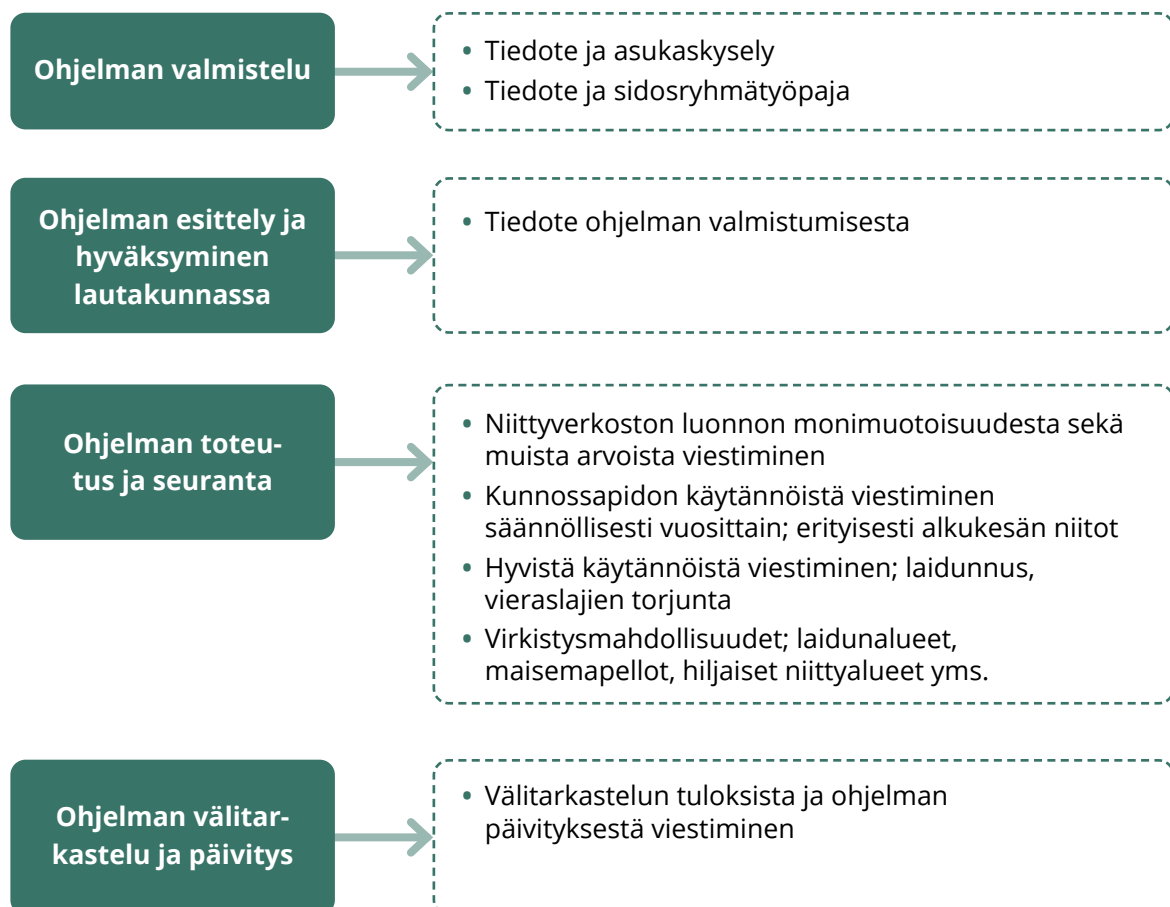 Ohjelman valmistelu
• Tiedote ja asukaskysely
• Tiedote ja sidosryhmätyöpaja
Ohjelman esittely ja
hyväksyminen
lautakunnassa
• Tiedote ohjelman valmistumisesta
Ohjelman toteu-
tus ja seuranta
• Niittyverkoston luonnon monimuotoisuudesta sekä
muista arvoista viestiminen
• Kunnossapidon käytännöistä viestiminen
säännöllisesti vuosittain; erityisesti alkukesän niitot
• Hyvistä käytännöistä viestiminen; laidunnus,
vieraslajien torjunta
• Virkistysmahdollisuudet; laidunalueet,
maisemapellot, hiljaiset niittyalueet yms.
Ohjelman välitar-
kastelu ja päivitys
• Välitarkastelun tuloksista ja ohjelman
päivityksestä viestiminen